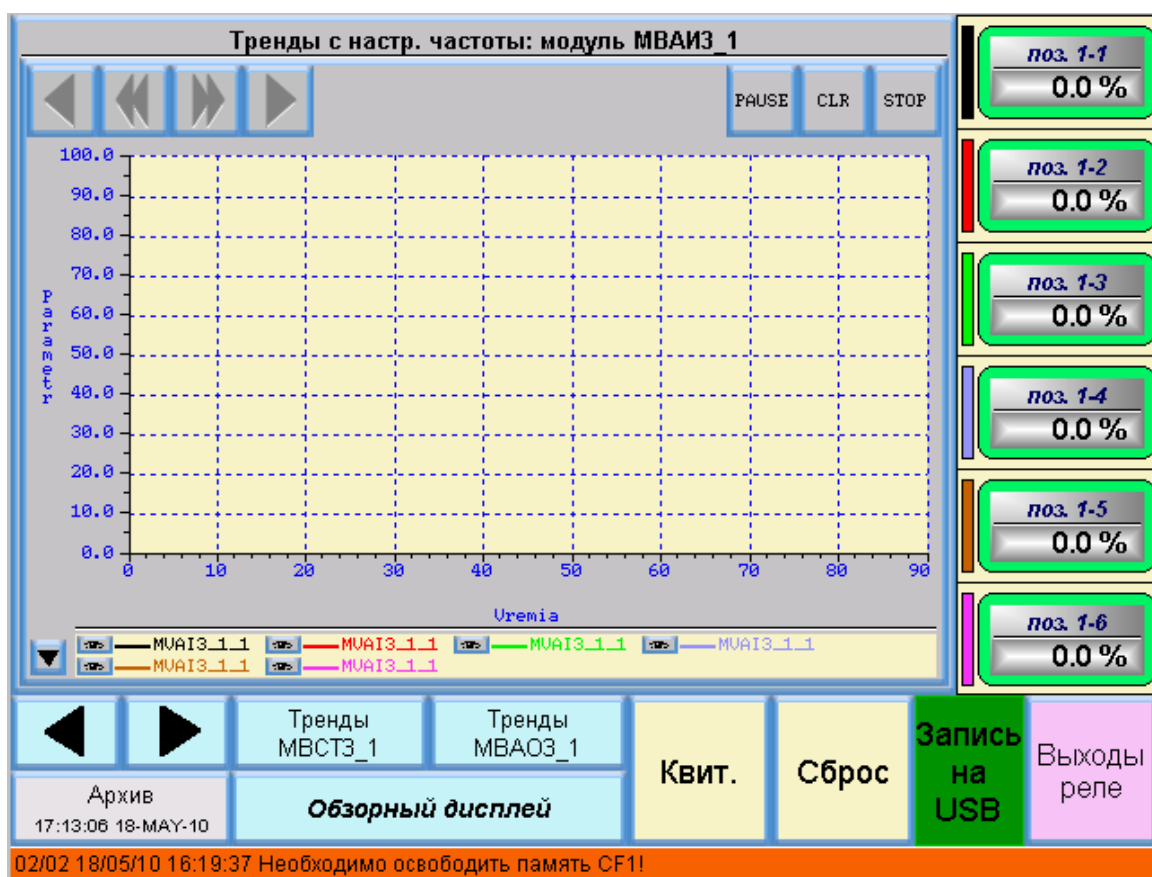 Тренды с настр. частоты: модуль МВАИЗ_1
PAUSE CLR STOP
100.0
90.0
80.0
70.0
60.0
50.0
40.0
30.0
20.0
10.0
0.0
Parametr
0 10 20 30 40 50 60 70 80 90
Uremia
MVAI3_1_1 MVAI3_1_1 MVAI3_1_1 MVAI3_1_1
MVAI3_1_1 MVAI3_1_1
поз. 1-1
0.0 %
поз. 1-2
0.0 %
поз. 1-3
0.0 %
поз. 1-4
0.0 %
поз. 1-5
0.0 %
поз. 1-6
0.0 %
Тренды
МВСТЗ_1
Тренды
МВАОЗ_1
Квит.
Сброс
Запись
на
USB
Выходы
реле
Архив
17:13:06 18-MAY-10
Обзорный дисплей
02/02 18/05/10 16:19:37 Необходимо освободить память CF1!